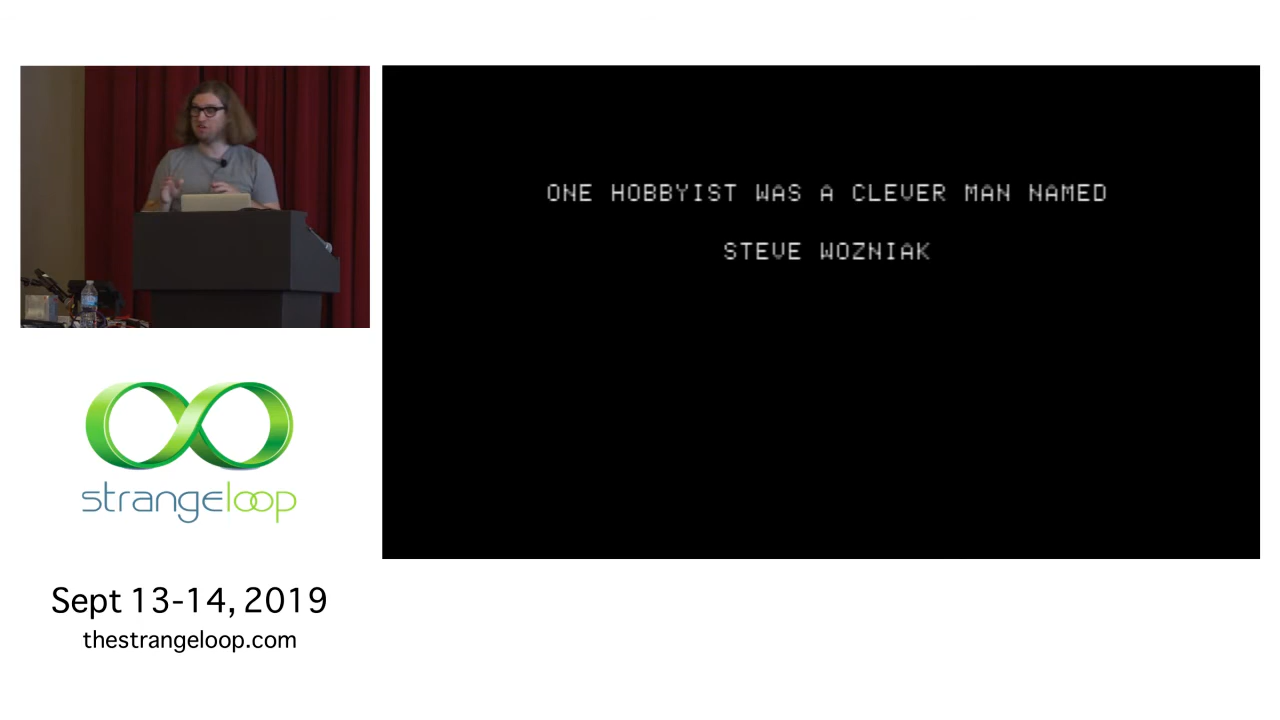 ONE HOBBYIST WAS A CLEVER MAN NAMED
STEVE WOZNIAK
strangeloop
Sept 13-14, 2019
thestrangeloop.com